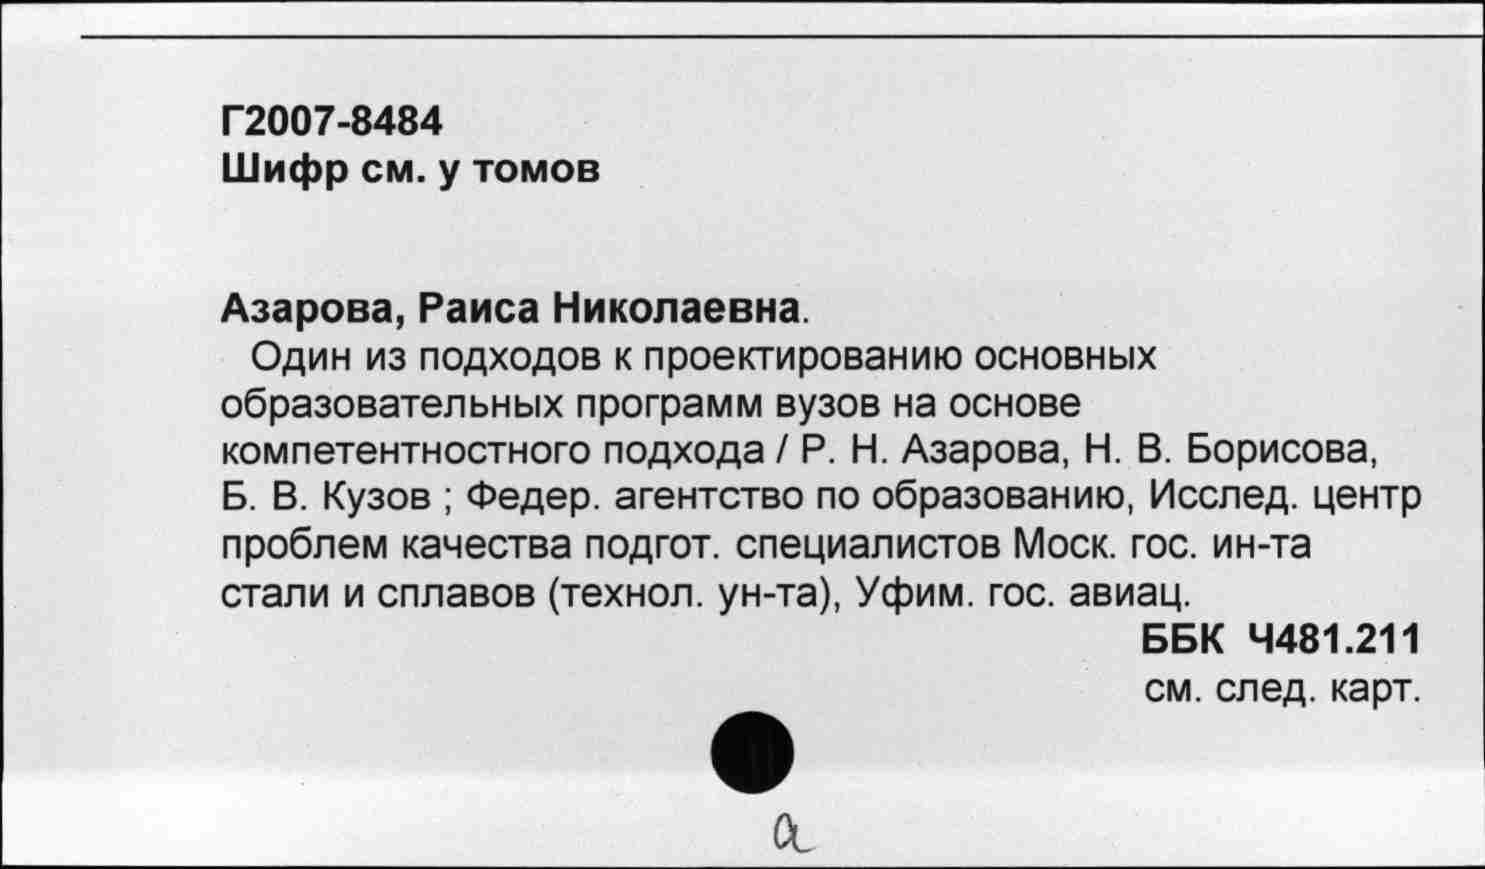 Г2007-8484
Шифр см. у томов
Азарова, Раиса Николаевна.
Один из подходов к проектированию основных
образовательных программ вузов на основе
компетентностного подхода / Р. Н. Азарова, Н. В. Борисова,
Б. В. Кузов ; Федер. агентство по образованию, Исслед. центр
проблем качества подгот. специалистов Моск. гос. ин-та
стали и сплавов (технол. ун-та), Уфим. гос. авиац.
ББК Ч481.211
см. след. карт.
а